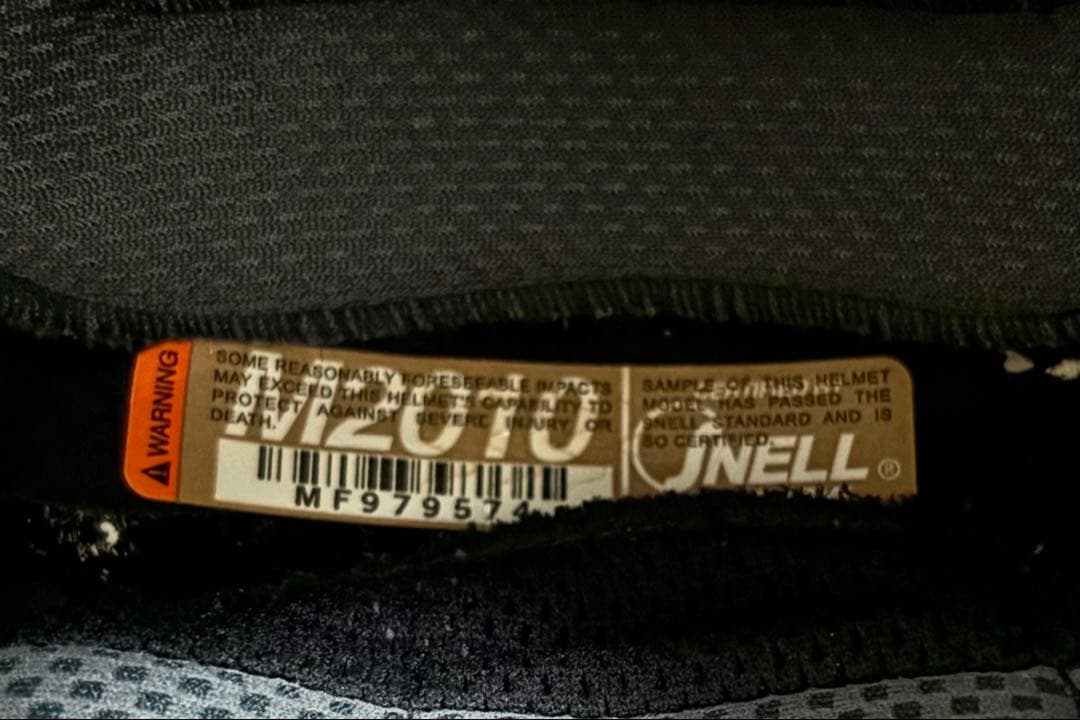 WARNING
SOME REASONABLY FORESEEABLE IMPACTS
MAY EXCEED THIS HELMET'S CAPABILITY TO
PROTECT AGAINST SEVERE INJURY OR
DEATH.
M2010
MF979574
SAMPLE OF THIS HELMET
MODEL HAS PASSED THE
SNELL STANDARD AND IS
SO CERTIFIED.
SNELL ®